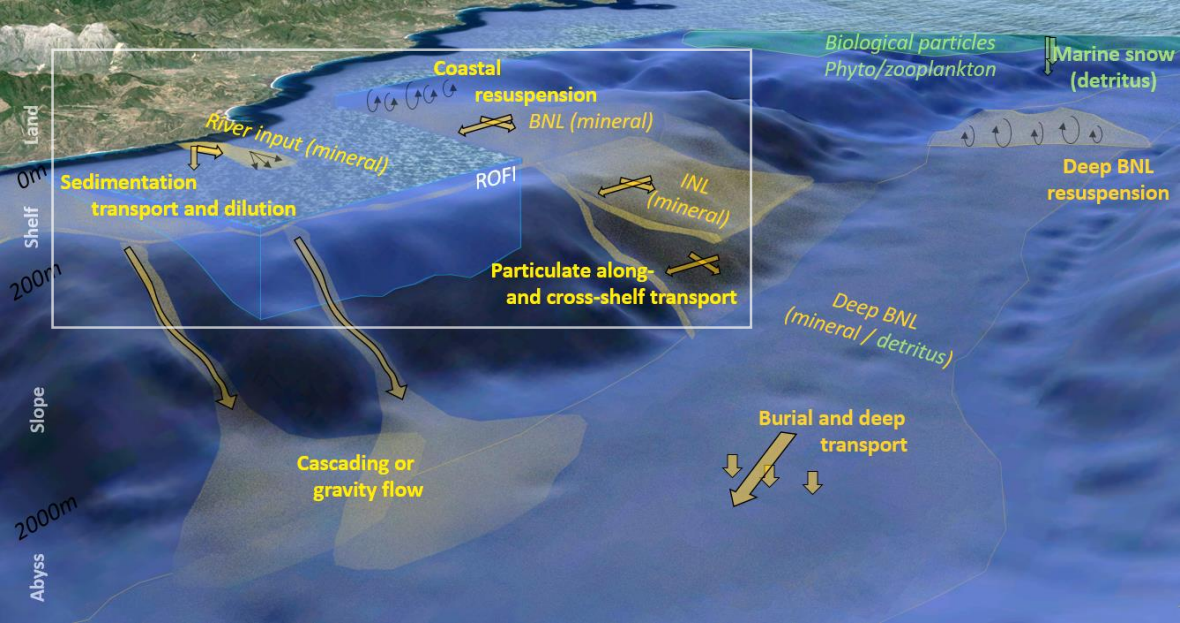 Biological particles
Phyto/zooplankton
Marine snow
(detritus)
Coastal
resuspension
BNL (mineral)
River input (mineral)
Land
0m
Sedimentation
transport and dilution
ROFI
INL
(mineral)
Deep BNL
resuspension
Shelf
200m
Particulate along-
and cross-shelf transport
Deep BNL
(mineral / detritus)
Slope
Burial and deep
transport
Cascading or
gravity flow
2000m
Abyss